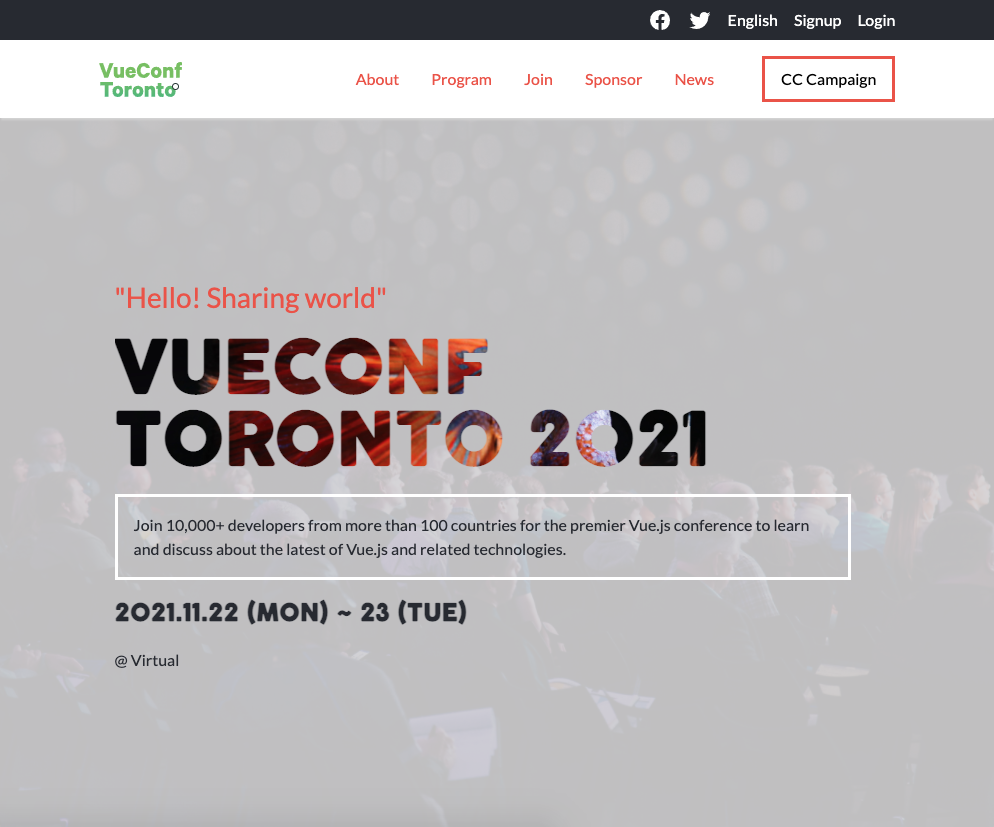 English Signup Login
VueConf
Toronto
About Program Join Sponsor News CC Campaign
"Hello! Sharing world"
VUECONF
TORONTO 2021
Join 10,000+ developers from more than 100 countries for the premier Vue.js conference to learn
and discuss about the latest of Vue.js and related technologies.
2021.11.22 (MON) ~ 23 (TUE)
@ Virtual